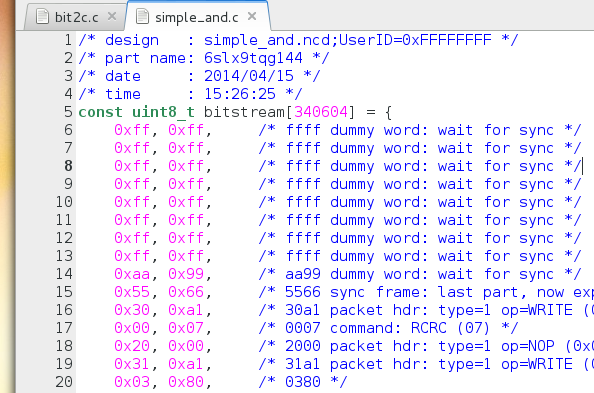 bit2c.c simple_and.c
1 /* design   : simple_and.ncd;UserID=0xFFFFFFFF */
2 /* part name: 6slx9tqg144 */
3 /* date     : 2014/04/15 */
4 /* time     : 15:26:25 */
5 const uint8_t bitstream[340604] = {
6     0xff, 0xff,     /* ffff dummy word: wait for sync */
7     0xff, 0xff,     /* ffff dummy word: wait for sync */
8     0xff, 0xff,     /* ffff dummy word: wait for sync */
9     0xff, 0xff,     /* ffff dummy word: wait for sync */
10     0xff, 0xff,     /* ffff dummy word: wait for sync */
11     0xff, 0xff,     /* ffff dummy word: wait for sync */
12     0xff, 0xff,     /* ffff dummy word: wait for sync */
13     0xff, 0xff,     /* ffff dummy word: wait for sync */
14     0xaa, 0x99,     /* aa99 dummy word: wait for sync */
15     0x55, 0x66,     /* 5566 sync frame: last part, now exp
16     0x30, 0xa1,     /* 30a1 packet hdr: type=1 op=WRITE (0
17     0x00, 0x07,     /* 0007 command: RCRC (07) */
18     0x20, 0x00,     /* 2000 packet hdr: type=1 op=NOP (0x0
19     0x31, 0xa1,     /* 31a1 packet hdr: type=1 op=WRITE (0
20     0x03, 0x80,     /* 0380 */